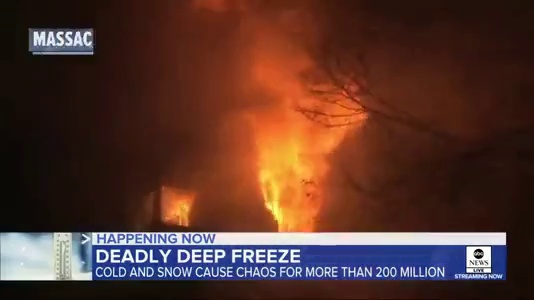 MASSAC
HAPPENING NOW
DEADLY DEEP FREEZE
COLD AND SNOW CAUSE CHAOS FOR MORE THAN 200 MILLION
abc
NEWS
LIVE
STREAMING NOW